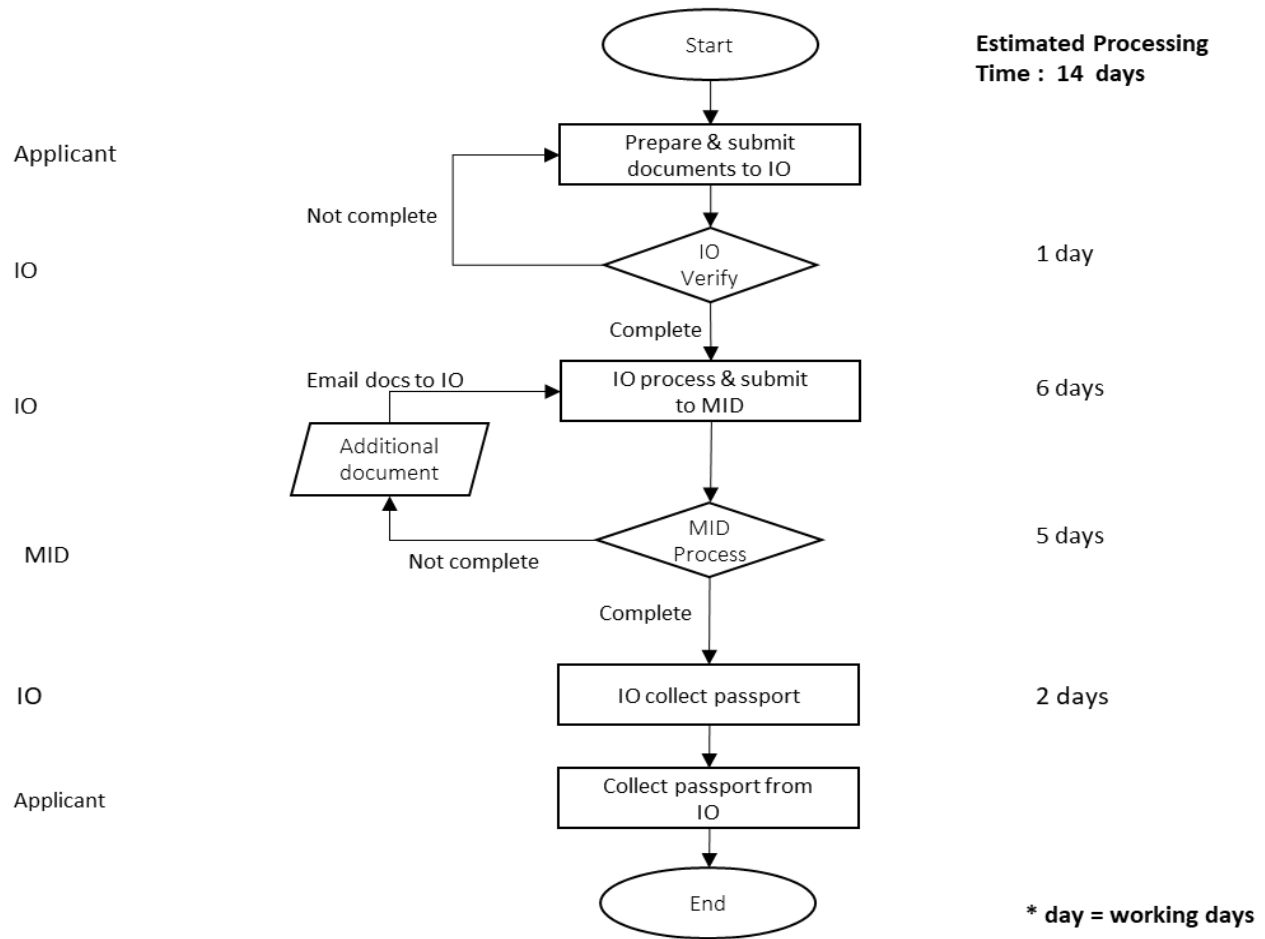 Start
Estimated Processing
Time : 14 days
Applicant
Prepare & submit
documents to IO
Not complete
IO
IO
Verify
1 day
Complete
IO
Email docs to IO
IO process & submit
to MID
6 days
Additional
document
MID
Not complete
MID
Process
5 days
Complete
IO
IO collect passport
2 days
Applicant
Collect passport from
IO
End
* day = working days